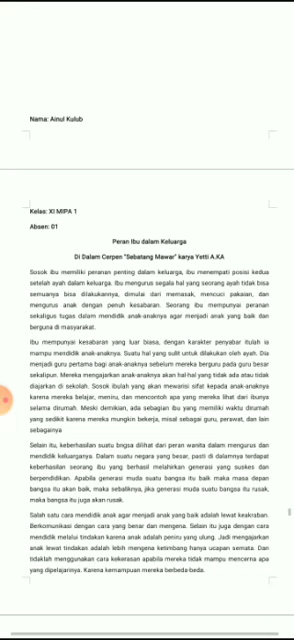 Nama: Ainul Kulub
Kelas: XI MIPA 1
Absen: 01
Peran Ibu dalam Keluarga
Di Dalam Cerpen "Sebatang Mawar" karya Yetti A.KA
Sosok ibu memiliki peranan penting dalam keluarga, ibu menempati posisi kedua
setelah ayah dalam keluarga. Ibu mengurus segala hal yang seorang ayah tidak bisa
semuanya bisa dilakukannya, dimulai dari memasak, mencuci pakaian, dan
mengurus anak dengan penuh kesabaran. Seorang ibu mempunyai peranan
sekaligus tugas dalam mendidik anak-anaknya agar menjadi anak yang baik dan
berguna di masyarakat.
Ibu mempunyai kesabaran yang luar biasa, dengan karakter penyabar itulah ia
mampu mendidik anak-anaknya. Suatu hal yang sulit untuk dilakukan oleh ayah. Dia
menjadi guru pertama bagi anak-anaknya sebelum mereka berguru pada guru besar
sekalipun. Mereka mengajarkan anak-anaknya akan hal-hal yang tidak ada atau tidak
diajarkan di sekolah. Sosok ibulah yang akan mewarisi sifat kepada anak-anaknya
karena mereka belajar, meniru, dan mencontoh apa yang mereka lihat dari ibunya
selama dirumah. Meski demikian, ada sebagian ibu yang memiliki waktu dirumah
yang sedikit karena mereka mungkin bekerja, misal sebagai guru, perawat, dan lain
sebagainya
Selain itu, keberhasilan suatu bngsa dilihat dari peran wanita dalam mengurus dan
mendidik keluarganya. Dalam suatu negara yang besar, pasti di dalamnya terdapat
keberhasilan seorang ibu yang berhasil melahirkan generasi yang suskes dan
berpendidikan. Apabila generasi muda suatu bangsa itu baik maka masa depan
bangsa itu akan baik, maka sebaliknya, jika generasi muda suatu bangsa itu rusak,
maka bangsa itu juga akan rusak.
Salah satu cara mendidik anak agar menjadi anak yang baik adalah lewat keakraban.
Berkomunikasi dengan cara yang benar dan mengena. Selain itu juga dengan cara
mendidik melalui tindakan karena anak adalah peniru yang ulung. Jadi mengajarkan
anak lewat tindakan adalah lebih mengena ketimbang hanya ucapan semata. Dan
tidaklah menggunakan cara kekerasan apabila mereka tidak mampu mencerna apa
yang dipelajarinya. Karena kemampuan mereka berbeda-beda.